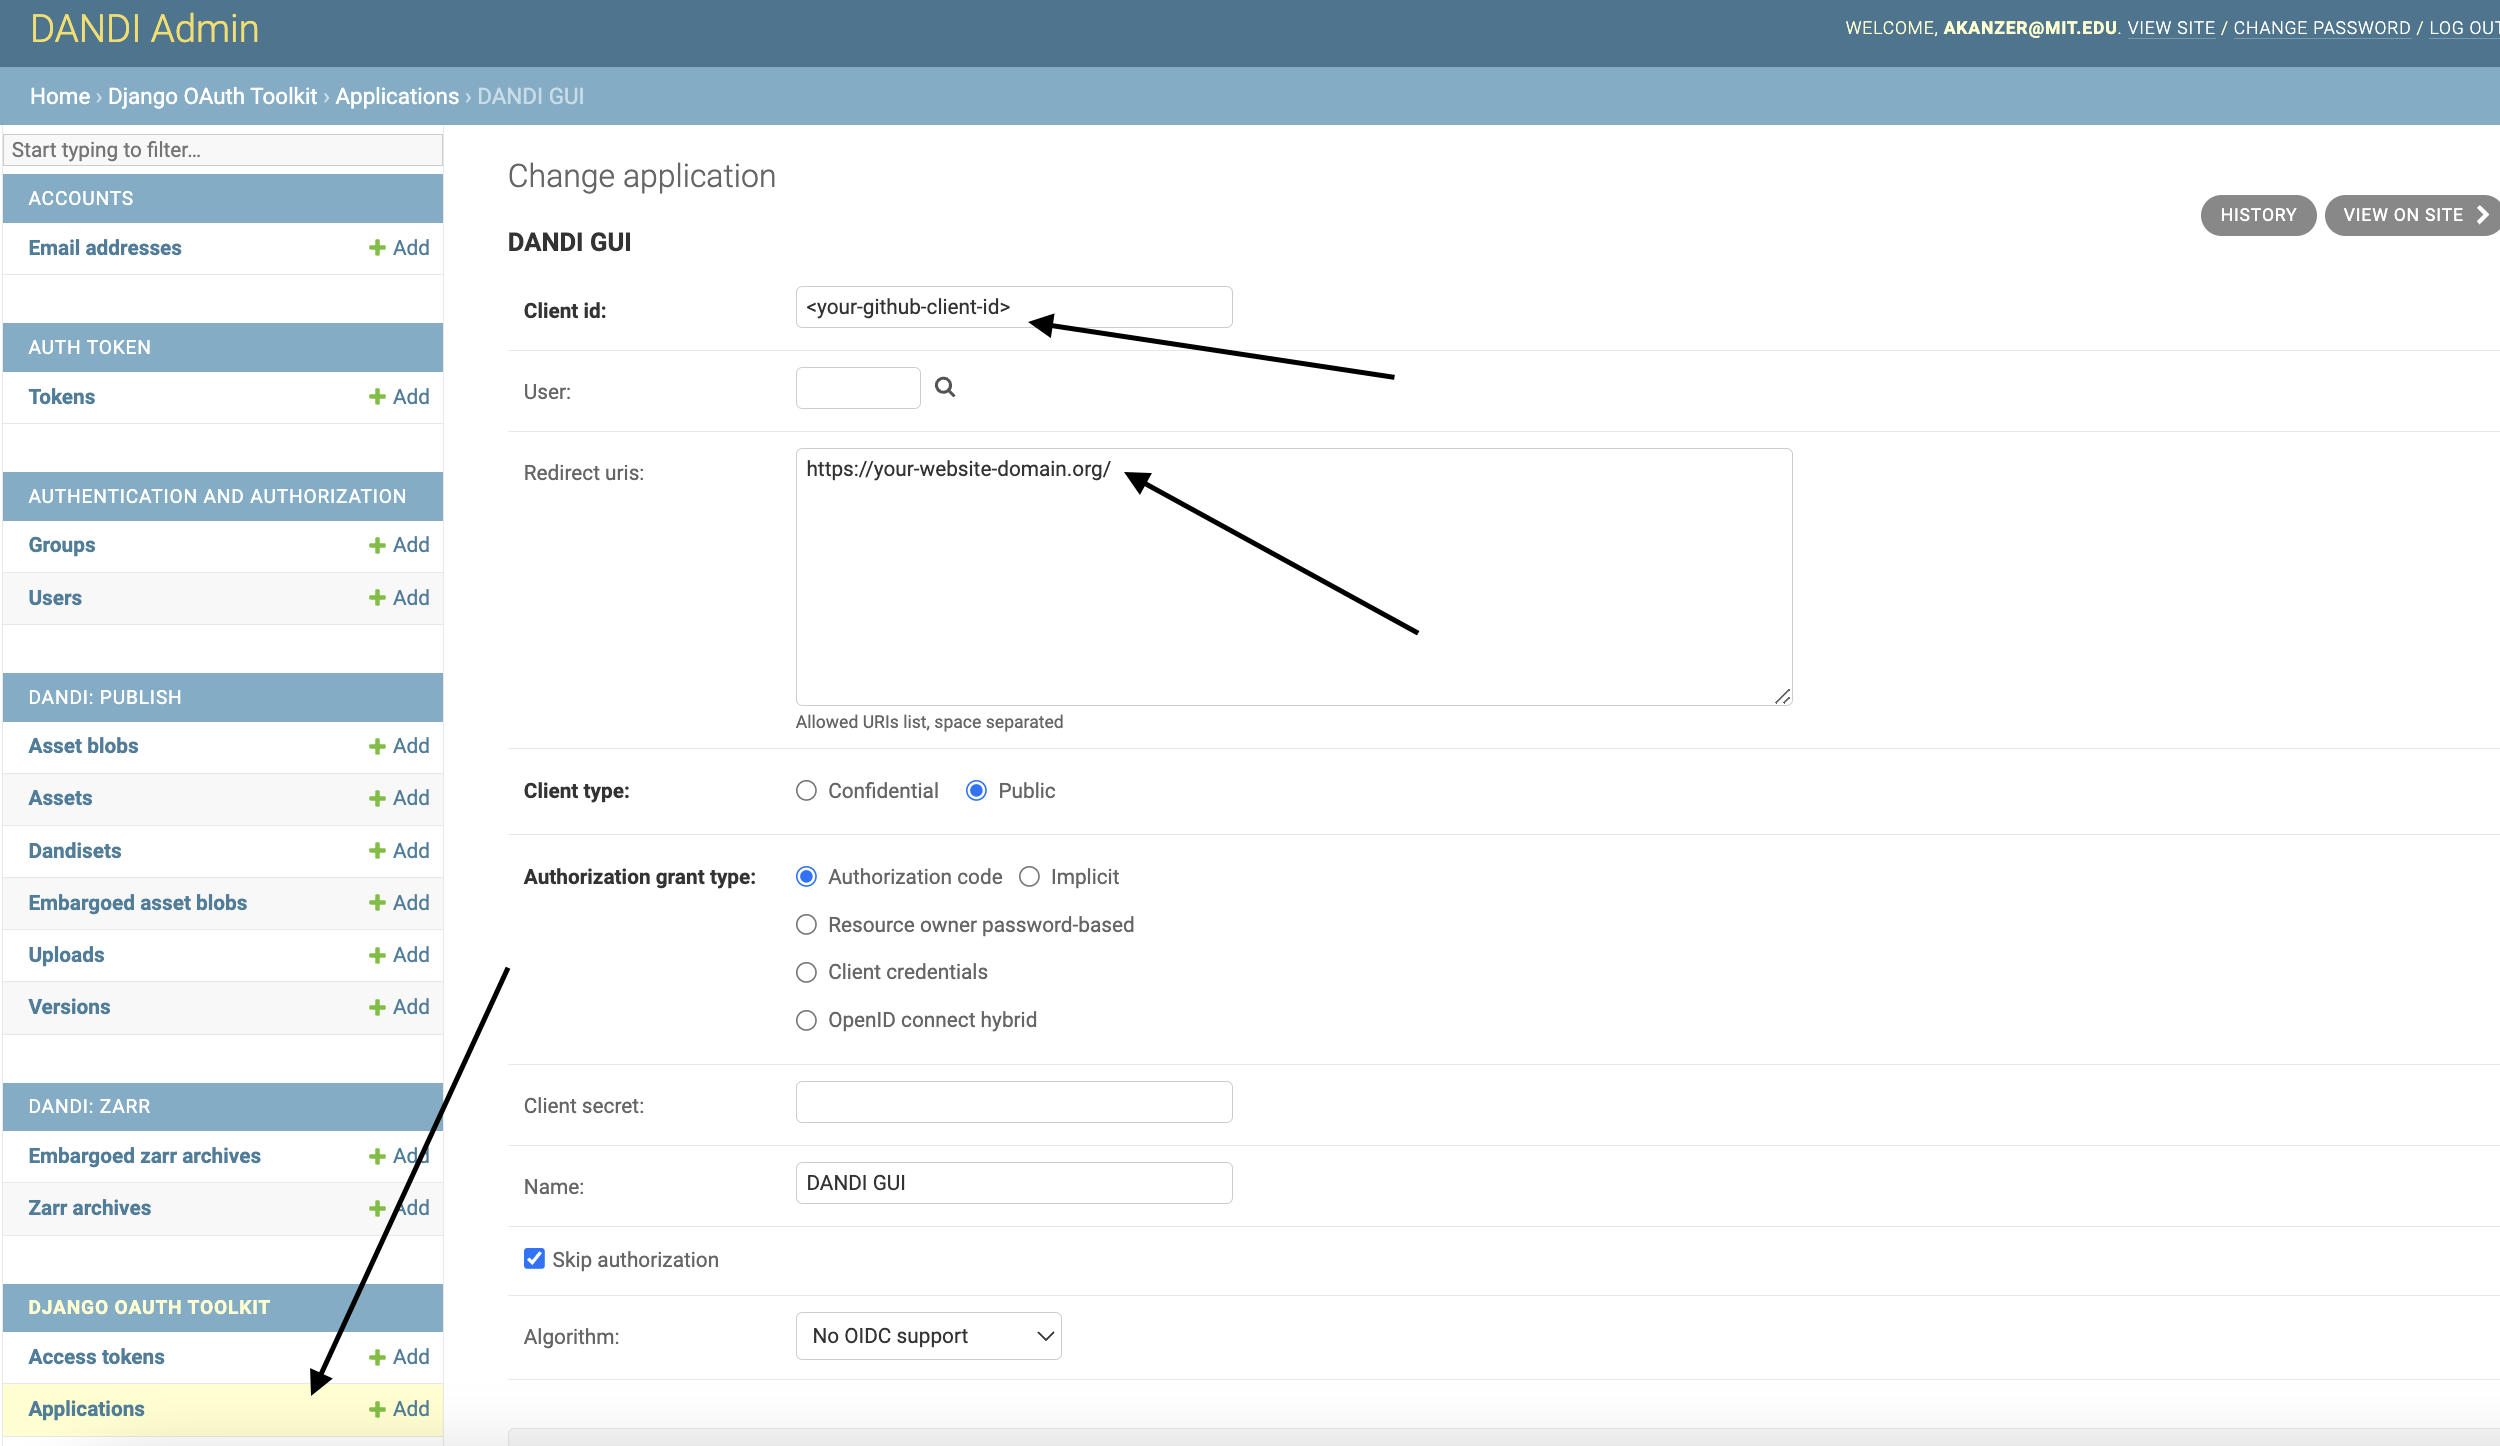 DANDI Admin
WELCOME, AKANZER@MIT.EDU. VIEW SITE / CHANGE PASSWORD / LOG OUT
Home › Django OAuth Toolkit › Applications › DANDI GUI
Start typing to filter...
ACCOUNTS
Email addresses Add
AUTH TOKEN
Tokens Add
AUTHENTICATION AND AUTHORIZATION
Groups Add
Users Add
DANDI: PUBLISH
Asset blobs Add
Assets Add
Dandisets Add
Embargoed asset blobs Add
Uploads Add
Versions Add
DANDI: ZARR
Embargoed zarr archives Add
Zarr archives Add
DJANGO OAUTH TOOLKIT
Access tokens Add
Applications Add
Change application
HISTORY
VIEW ON SITE
DANDI GUI
Client id: <your-github-client-id>
User:
Redirect uris: https://your-website-domain.org/
Allowed URIs list, space separated
Client type: Confidential Public
Authorization grant type: Authorization code Implicit
Resource owner password-based
Client credentials
OpenID connect hybrid
Client secret:
Name: DANDI GUI
Skip authorization
Algorithm: No OIDC support